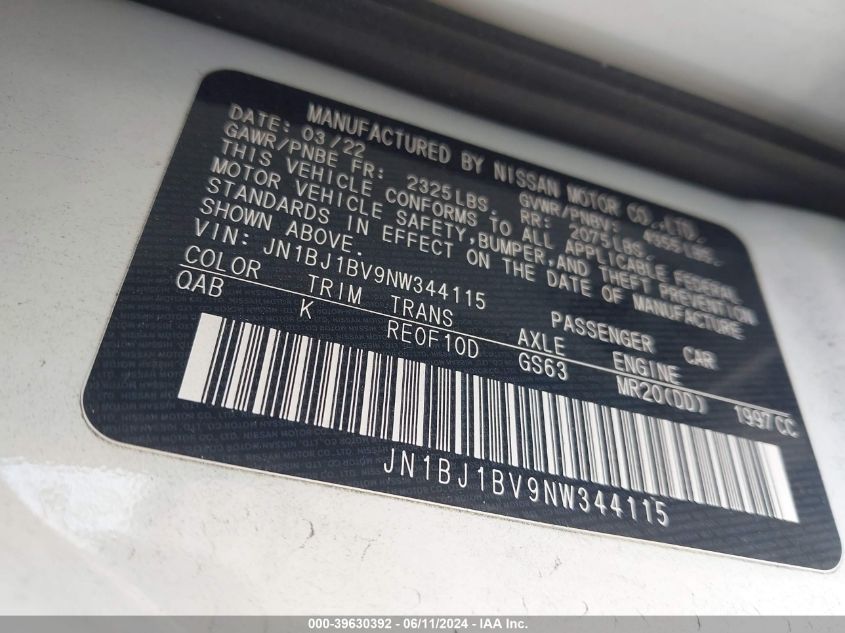 MANUFACTURED BY NISSAN MOTOR CO.,LTD.
DATE: 03/22 GVWR/PNBV: 4355LBS.
GAWR/PNBE FR: 2325LBS RR: 2075LBS.
THIS VEHICLE CONFORMS TO ALL APPLICABLE FEDERAL
MOTOR VEHICLE SAFETY,BUMPER,AND THEFT PREVENTION
STANDARDS IN EFFECT ON THE DATE OF MANUFACTURE
SHOWN ABOVE.
VIN: JN1BJ1BV9NW344115 PASSENGER CAR
COLOR TRIM TRANS AXLE ENGINE
QAB K RE0F10D GS63 MR20(DD) 1997CC
JN1BJ1BV9NW344115
000-39630392 - 06/11/2024 - IAA Inc.